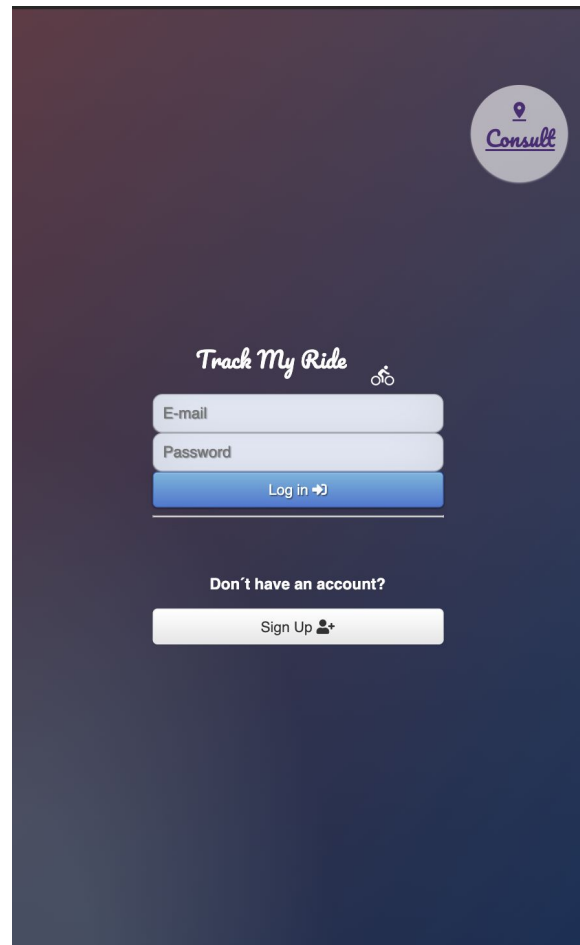 Consult
Track My Ride
E-mail
Password
Log in
Don´t have an account?
Sign Up